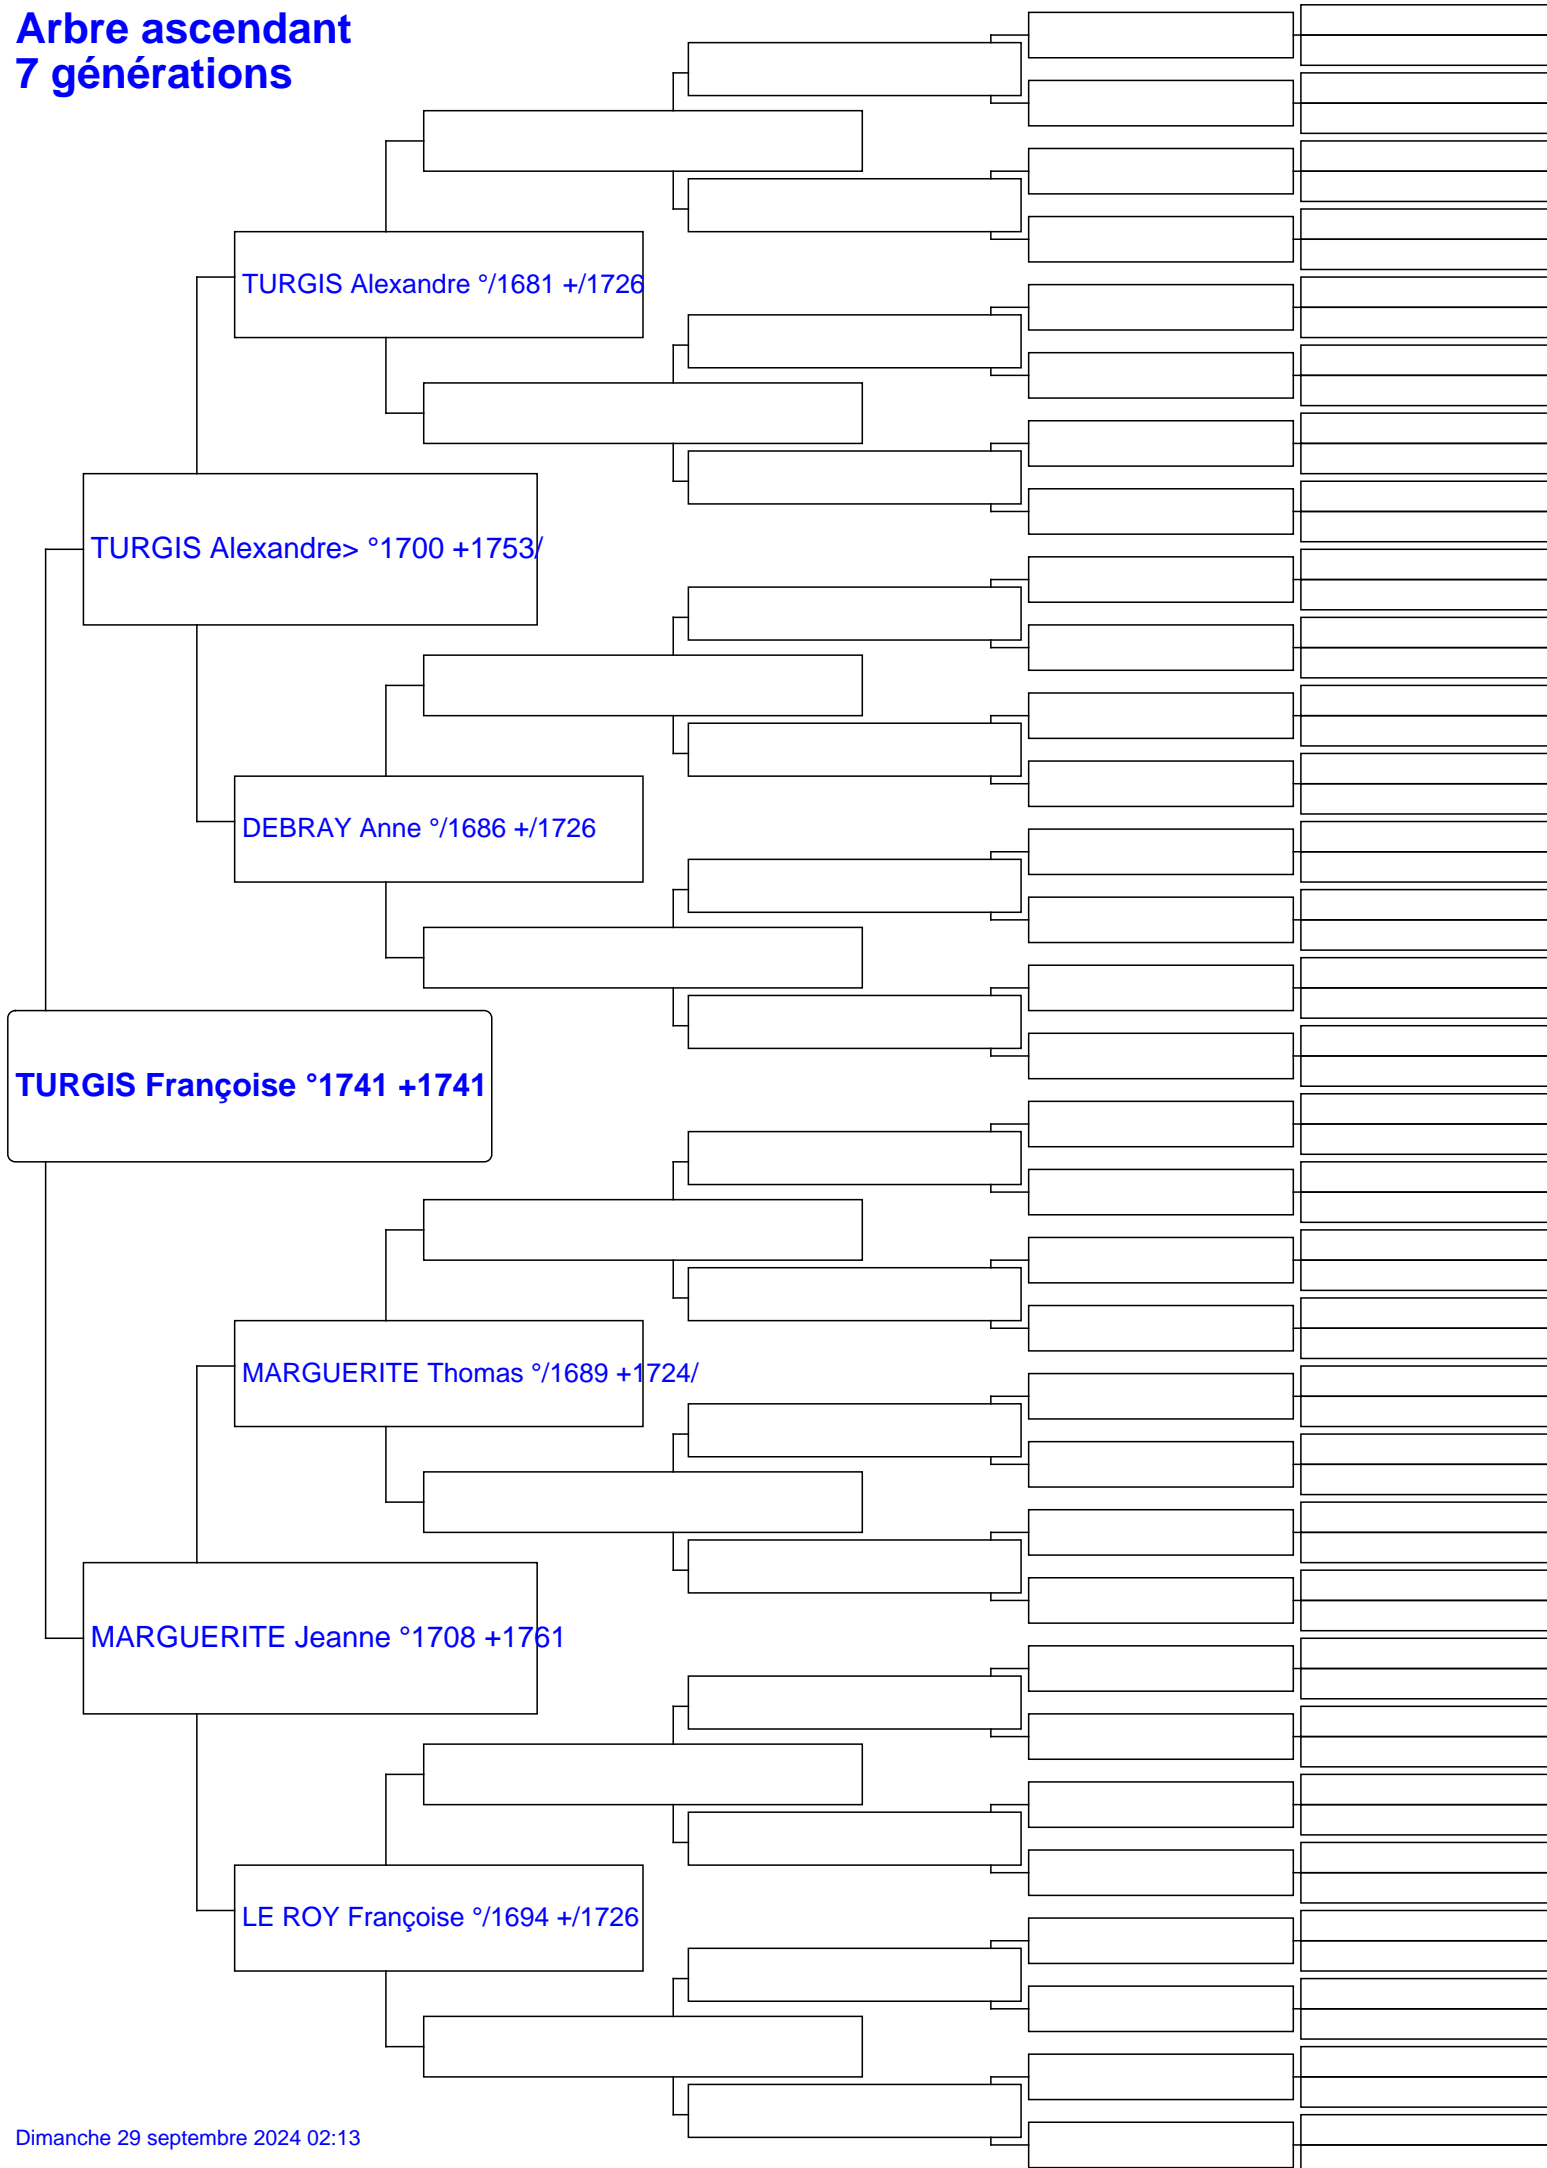 Arbre ascendant
7 générations
TURGIS Alexandre °/1681 +/1726
TURGIS Alexandre> °1700 +1753/
DEBRAY Anne °/1686 +/1726
TURGIS Françoise °1741 +1741
MARGUERITE Thomas °/1689 +1724/
MARGUERITE Jeanne °1708 +1761
LE ROY Françoise °/1694 +/1726
Dimanche 29 septembre 2024 02:13